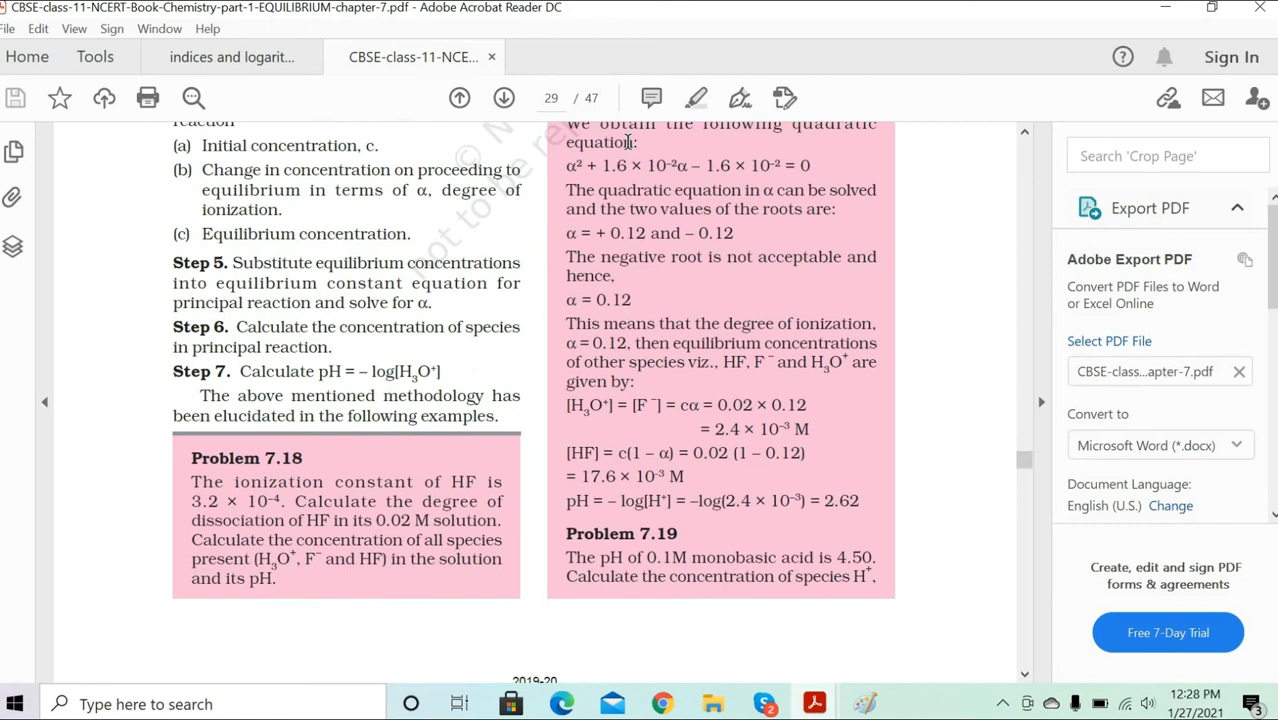 CBSE-class-11-NCERT-Book-Chemistry-part-1-EQUILIBRIUM-chapter-7.pdf - Adobe Acrobat Reader DC
File Edit View Sign Window Help
Home Tools indices and logarit... CBSE-class-11-NCE... ×
Sign In
29 / 47
reaction
(a) Initial concentration, c.
(b) Change in concentration on proceeding to
equilibrium in terms of α, degree of
ionization.
(c) Equilibrium concentration.
Step 5. Substitute equilibrium concentrations
into equilibrium constant equation for
principal reaction and solve for α.
Step 6. Calculate the concentration of species
in principal reaction.
Step 7. Calculate pH = – log[H₃O⁺]
The above mentioned methodology has
been elucidated in the following examples.
Problem 7.18
The ionization constant of HF is
3.2 × 10⁻⁴. Calculate the degree of
dissociation of HF in its 0.02 M solution.
Calculate the concentration of all species
present (H₃O⁺, F⁻ and HF) in the solution
and its pH.
© N
not to be re
we obtain the following quadratic
equation:
α² + 1.6 × 10⁻²α – 1.6 × 10⁻² = 0
The quadratic equation in α can be solved
and the two values of the roots are:
α = + 0.12 and – 0.12
The negative root is not acceptable and
hence,
α = 0.12
This means that the degree of ionization,
α = 0.12, then equilibrium concentrations
of other species viz., HF, F⁻ and H₃O⁺ are
given by:
[H₃O⁺] = [F⁻] = cα = 0.02 × 0.12
= 2.4 × 10⁻³ M
[HF] = c(1 – α) = 0.02 (1 – 0.12)
= 17.6 × 10⁻³ M
pH = – log[H⁺] = –log(2.4 × 10⁻³) = 2.62
Problem 7.19
The pH of 0.1M monobasic acid is 4.50.
Calculate the concentration of species H⁺,
2019-20
Search 'Crop Page'
Export PDF
Adobe Export PDF
Convert PDF Files to Word
or Excel Online
Select PDF File
CBSE-class...apter-7.pdf ×
Convert to
Microsoft Word (*.docx)
Document Language:
English (U.S.) Change
Create, edit and sign PDF
forms & agreements
Free 7-Day Trial
Type here to search
2
12:28 PM
1/27/2021
3